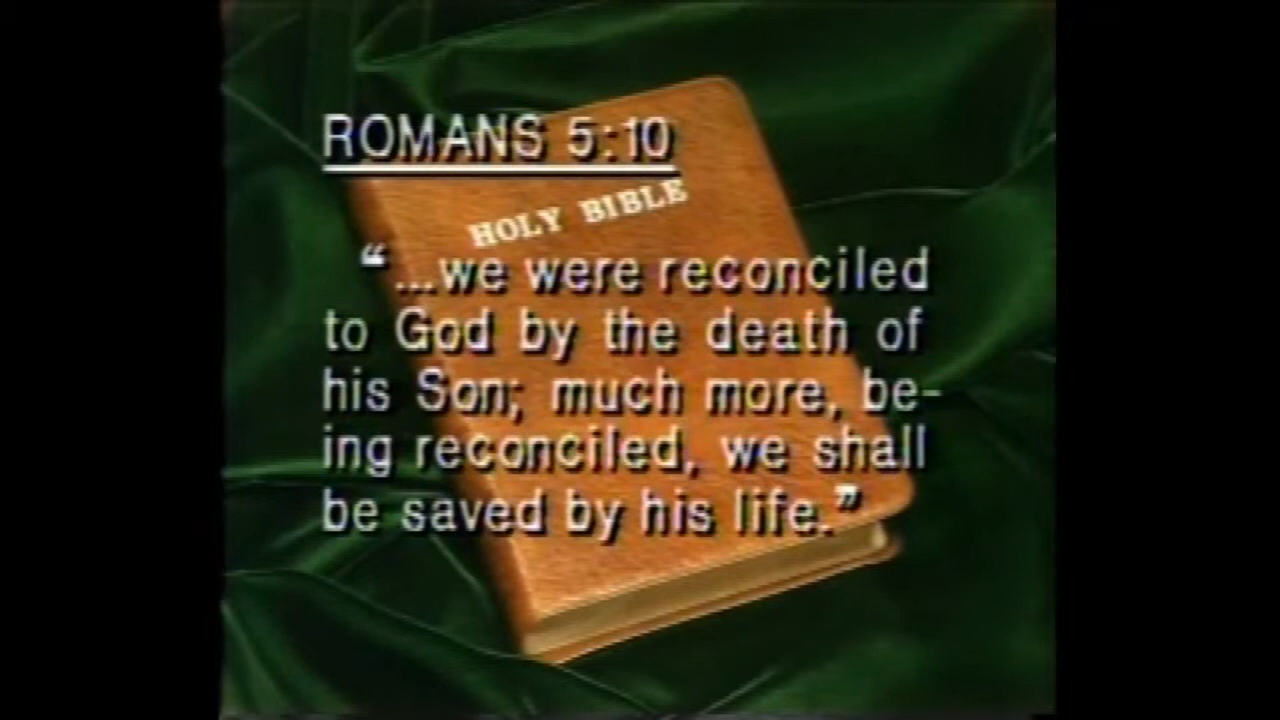 ROMANS 5:10
HOLY BIBLE
“...we were reconciled
to God by the death of
his Son; much more, be-
ing reconciled, we shall
be saved by his life.”